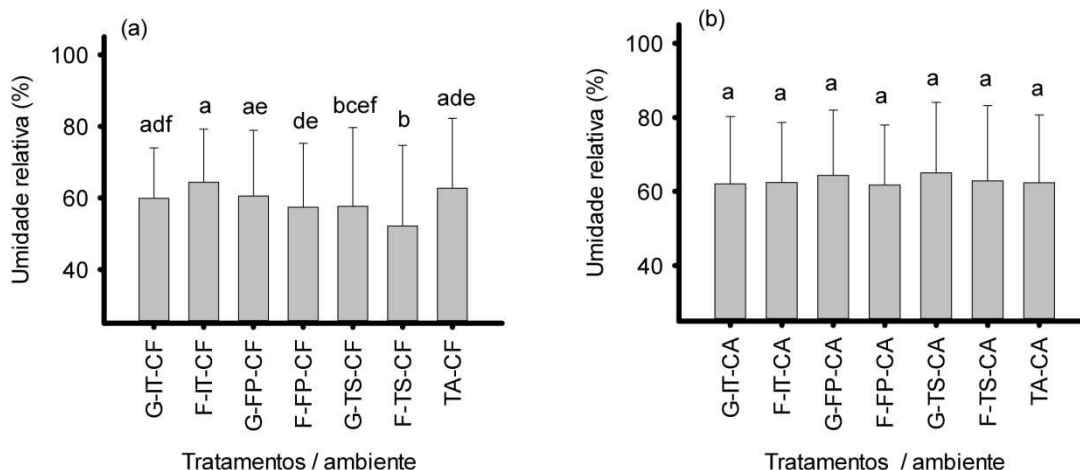 (a)
Umidade relativa (%)
100
80
60
40
adf
a
ae
de
bcef
b
ade
G-IT-CF
F-IT-CF
G-FP-CF
F-FP-CF
G-TS-CF
F-TS-CF
TA-CF
Tratamentos / ambiente
(b)
Umidade relativa (%)
100
80
60
40
a
a
a
a
a
a
a
G-IT-CA
F-IT-CA
G-FP-CA
F-FP-CA
G-TS-CA
F-TS-CA
TA-CA
Tratamentos / ambiente